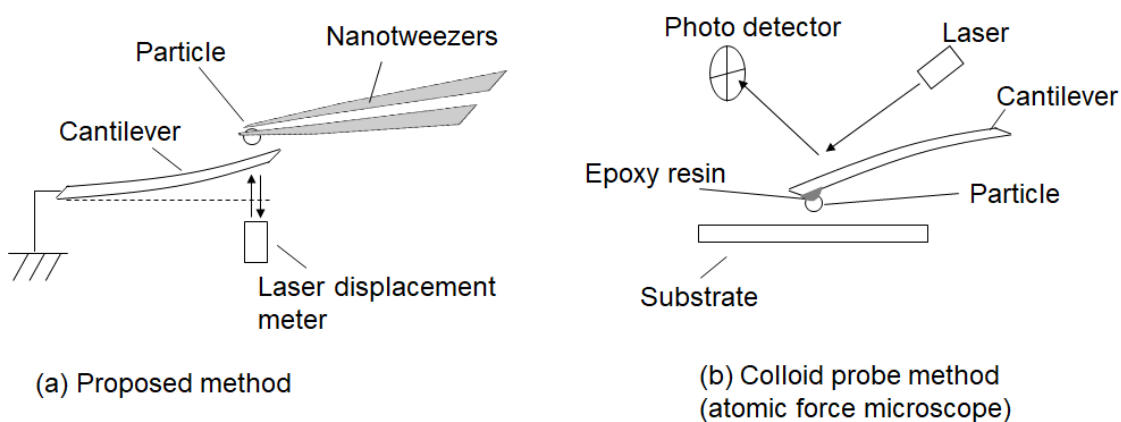 Particle
Nanotweezers
Cantilever
Laser displacement
meter
(a) Proposed method
Photo detector
Laser
Cantilever
Epoxy resin
Particle
Substrate
(b) Colloid probe method
(atomic force microscope)